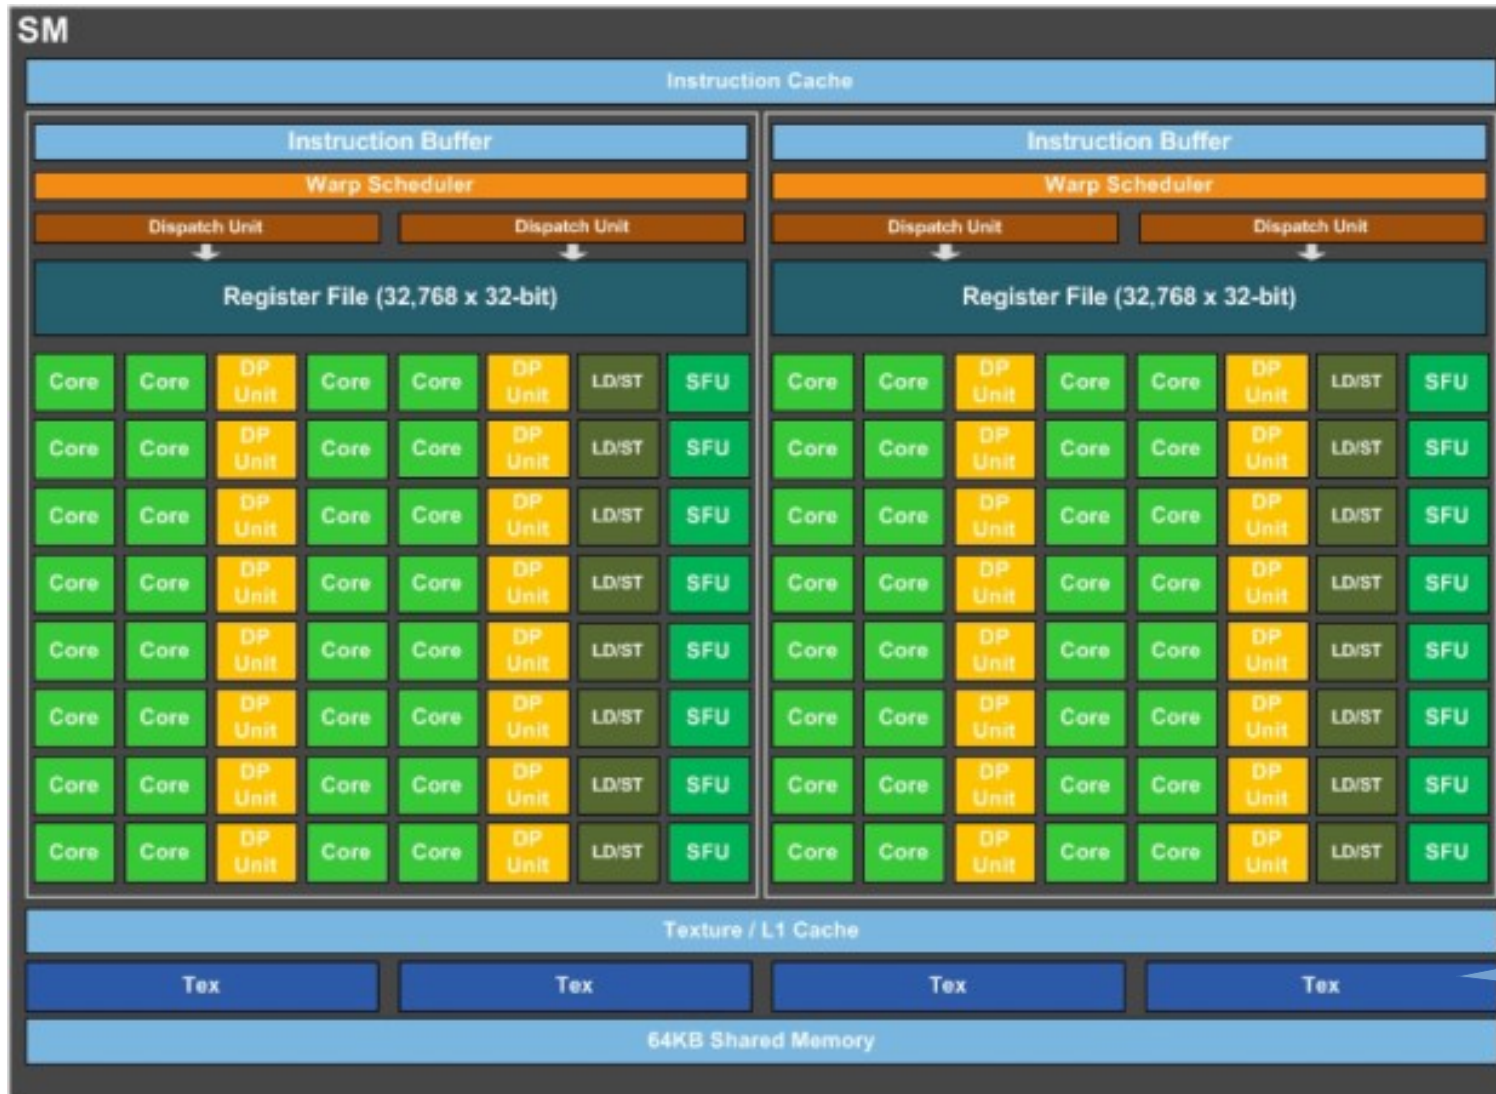 SM
Instruction Cache
Instruction Buffer Instruction Buffer
Warp Scheduler Warp Scheduler
Dispatch Unit Dispatch Unit Dispatch Unit Dispatch Unit
Register File (32,768 x 32-bit) Register File (32,768 x 32-bit)
Core Core DP Unit Core Core DP Unit LD/ST SFU Core Core DP Unit Core Core DP Unit LD/ST SFU
Core Core DP Unit Core Core DP Unit LD/ST SFU Core Core DP Unit Core Core DP Unit LD/ST SFU
Core Core DP Unit Core Core DP Unit LD/ST SFU Core Core DP Unit Core Core DP Unit LD/ST SFU
Core Core DP Unit Core Core DP Unit LD/ST SFU Core Core DP Unit Core Core DP Unit LD/ST SFU
Core Core DP Unit Core Core DP Unit LD/ST SFU Core Core DP Unit Core Core DP Unit LD/ST SFU
Core Core DP Unit Core Core DP Unit LD/ST SFU Core Core DP Unit Core Core DP Unit LD/ST SFU
Core Core DP Unit Core Core DP Unit LD/ST SFU Core Core DP Unit Core Core DP Unit LD/ST SFU
Core Core DP Unit Core Core DP Unit LD/ST SFU Core Core DP Unit Core Core DP Unit LD/ST SFU
Texture / L1 Cache
Tex Tex Tex Tex
64KB Shared Memory